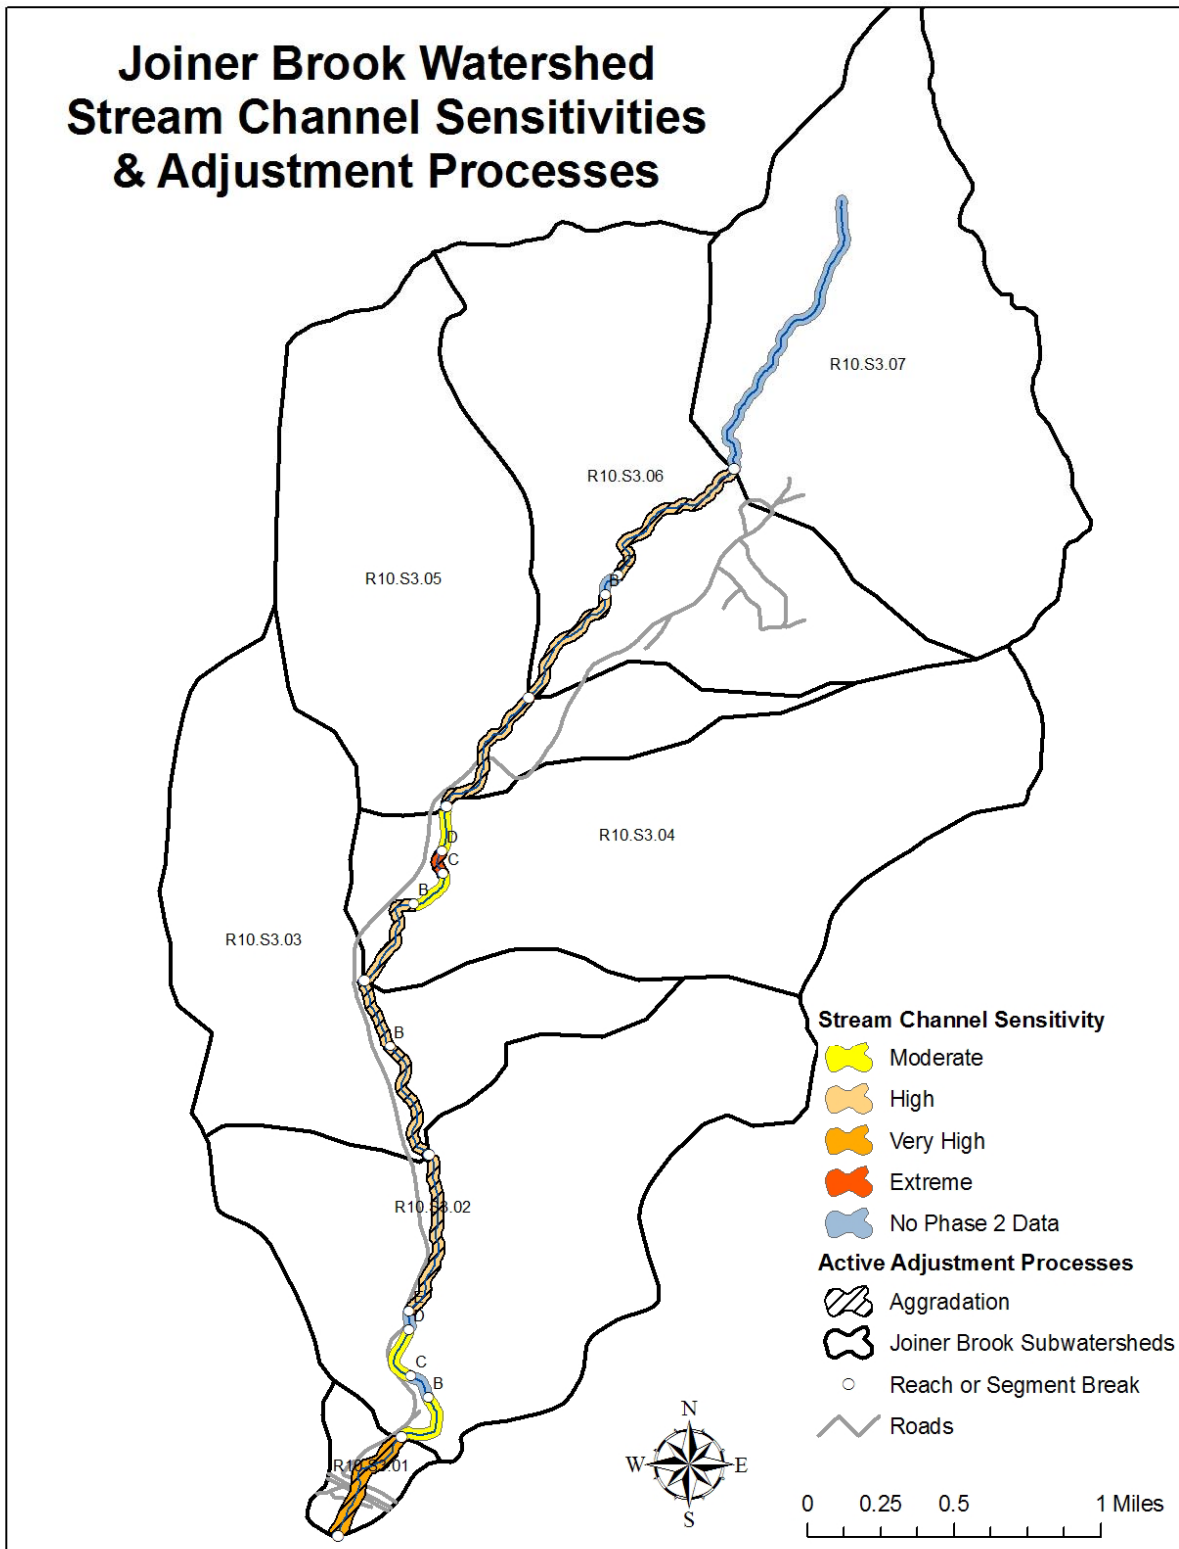 Joiner Brook Watershed
Stream Channel Sensitivities
& Adjustment Processes
R10.S3.07
R10.S3.06
B
R10.S3.05
R10.S3.04
D
C
B
R10.S3.03
B
R10.S3.02
D
C
B
R10.S3.01
Stream Channel Sensitivity
Moderate
High
Very High
Extreme
No Phase 2 Data
Active Adjustment Processes
Aggradation
Joiner Brook Subwatersheds
Reach or Segment Break
Roads
N
W
E
S
0 0.25 0.5 1 Miles